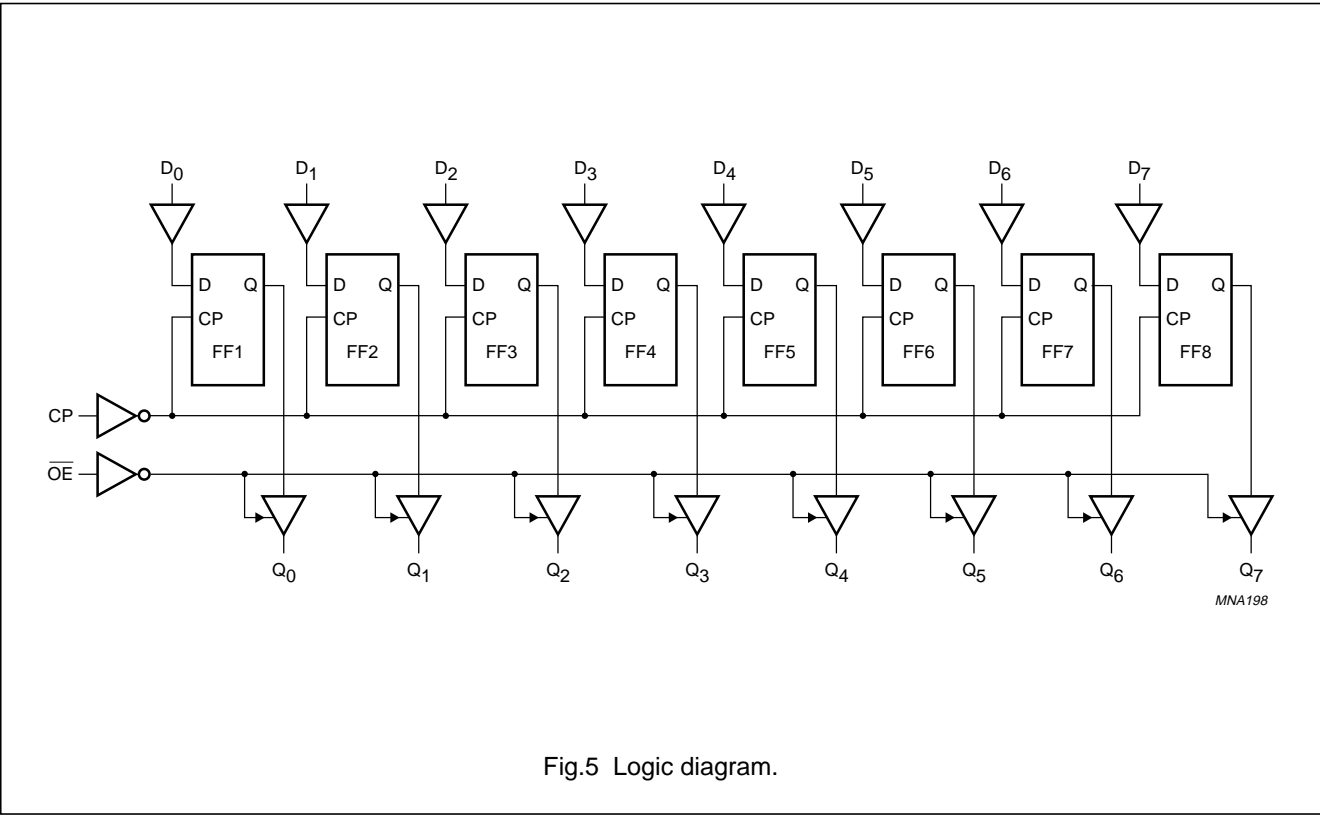 D0 D1 D2 D3 D4 D5 D6 D7
D Q D Q D Q D Q D Q D Q D Q D Q
CP CP CP CP CP CP CP CP
FF1 FF2 FF3 FF4 FF5 FF6 FF7 FF8
CP
O̅E̅
Q0 Q1 Q2 Q3 Q4 Q5 Q6 Q7
MNA198
Fig.5 Logic diagram.